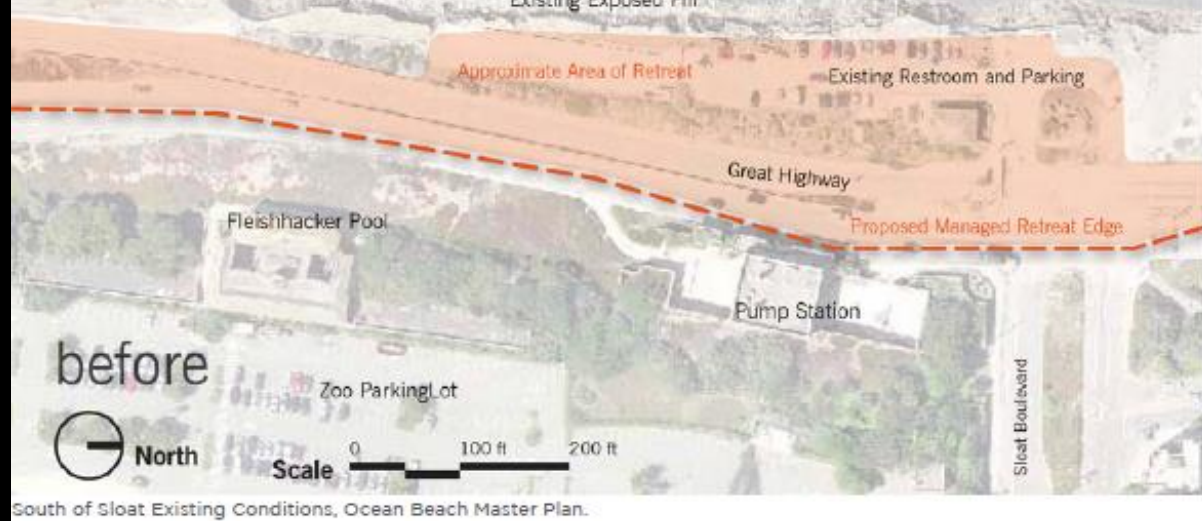 Existing Exposed Fill
Approximate Area of Retreat
Existing Restroom and Parking
Great Highway
Fleishhacker Pool
Proposed Managed Retreat Edge
Pump Station
before
Zoo ParkingLot
Sloat Boulevard
North
Scale
0 100 ft 200 ft
South of Sloat Existing Conditions, Ocean Beach Master Plan.